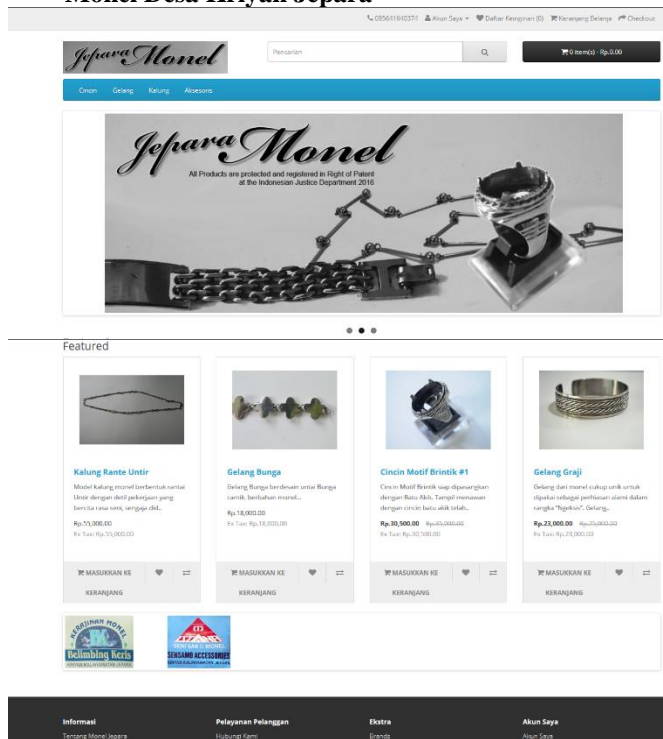 Monel Desa Kriyan Jepara
085641640374 Akun Saya Daftar Keinginan (0) Keranjang Belanja Checkout
Jepara Monel
Pencarian
0 item(s) - Rp.0.00
Cincin Gelang Kalung Aksesoris
Jepara Monel
All Products are protected and registered in Right of Patent
at the Indonesian Justice Department 2016
Featured
Kalung Rante Untir
Model kalung monel berbentuk rantai
Untir dengan detil pekerjaan yang
bercita rasa seni, sengaja did..
Rp.55,000.00
Ex Tax: Rp.55,000.00
MASUKKAN KE
KERANJANG
Gelang Bunga
Gelang Bunga berdesain untai Bunga
cantik, berbahan monel...
Rp.18,000.00
Ex Tax: Rp.18,000.00
MASUKKAN KE
KERANJANG
Cincin Motif Brintik #1
Cincin Motif Brintik siap dipasangkan
dengan Batu Akik. Tampil menawan
dengan cincin batu akik telah..
Rp.30,500.00 Rp.35,000.00
Ex Tax: Rp.30,500.00
MASUKKAN KE
KERANJANG
Gelang Graji
Gelang dari monel cukup unik untuk
dipakai sebagai perhiasan alami dalam
rangka "Ngeksis". Gelang..
Rp.23,000.00 Rp.25,000.00
Ex Tax: Rp.23,000.00
MASUKKAN KE
KERANJANG
KERAJINAN MONEL
BK
Belimbing Keris
SENGAMO ACCESSORIES
Informasi Pelayanan Pelanggan Ekstra Akun Saya
Tentang Monel Jepara Hubungi Kami Brands Akun Saya